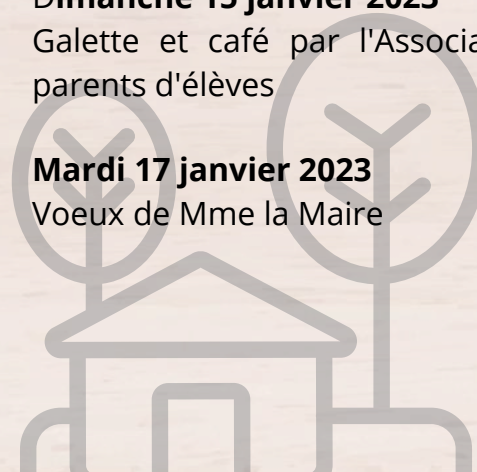 Dimanche 15 janvier 2023
Galette et café par l'Associa
parents d'élèves
Mardi 17 janvier 2023
Voeux de Mme la Maire